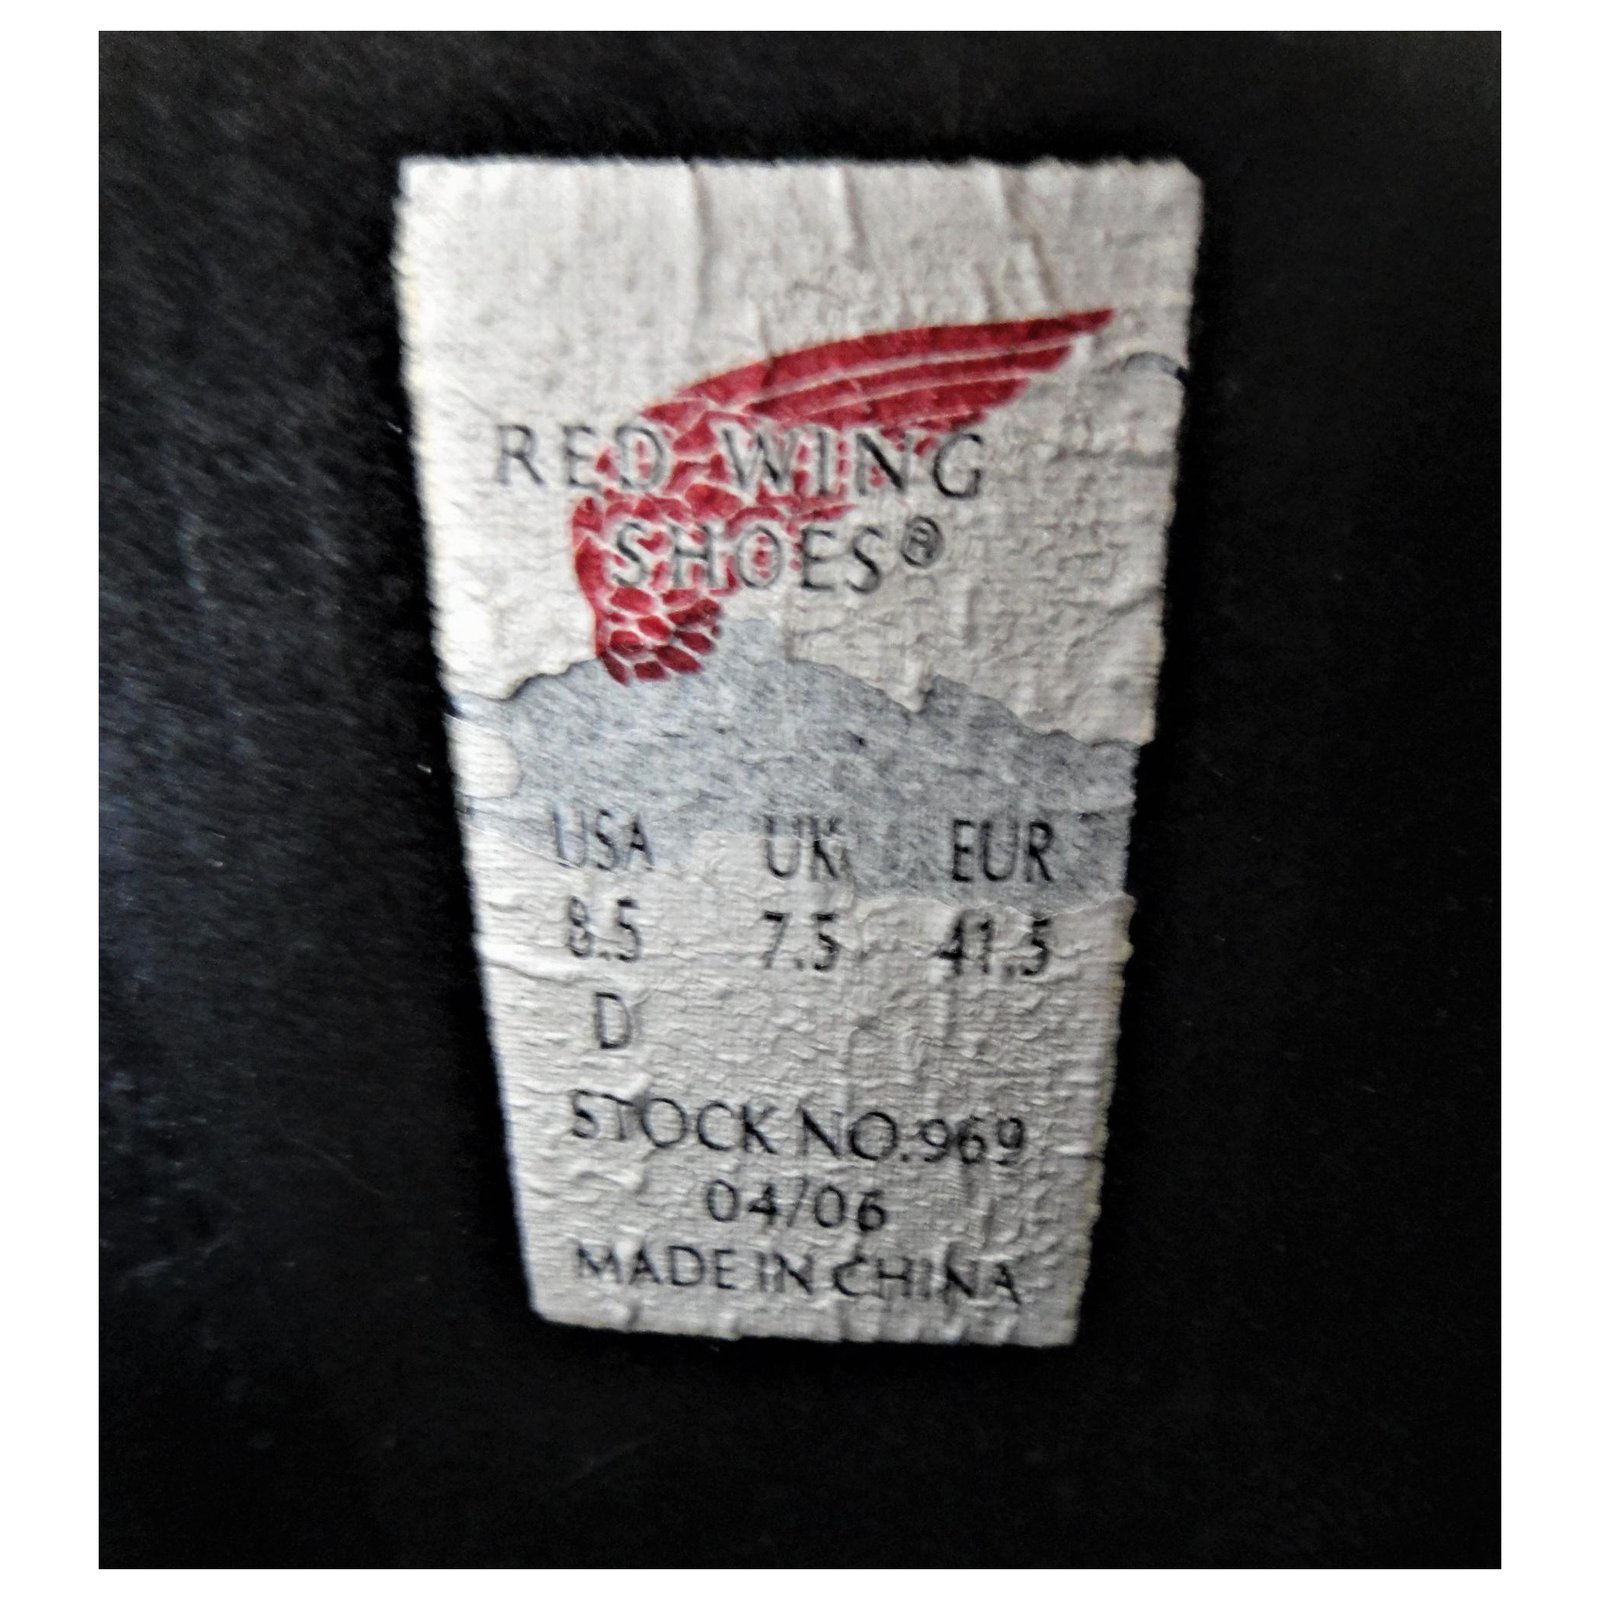 RED WING
SHOES®
USA UK EUR
8.5 7.5 41.5
D
STOCK NO.969
04/06
MADE IN CHINA